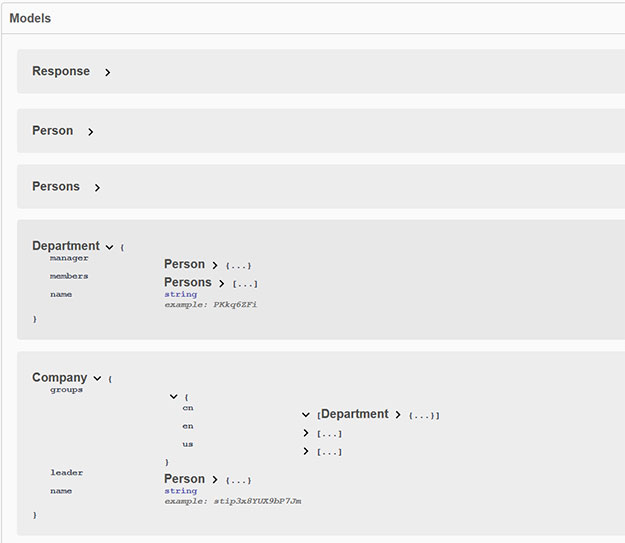 Models
Response
Person
Persons
Department {
manager Person {...}
members Persons [...]
name string
example: PKkq6ZFi
}
Company {
groups {
cn [Department {...}]
en [...]
us [...]
}
leader Person {...}
name string
example: stip3x8YUX9bP7Jm
}